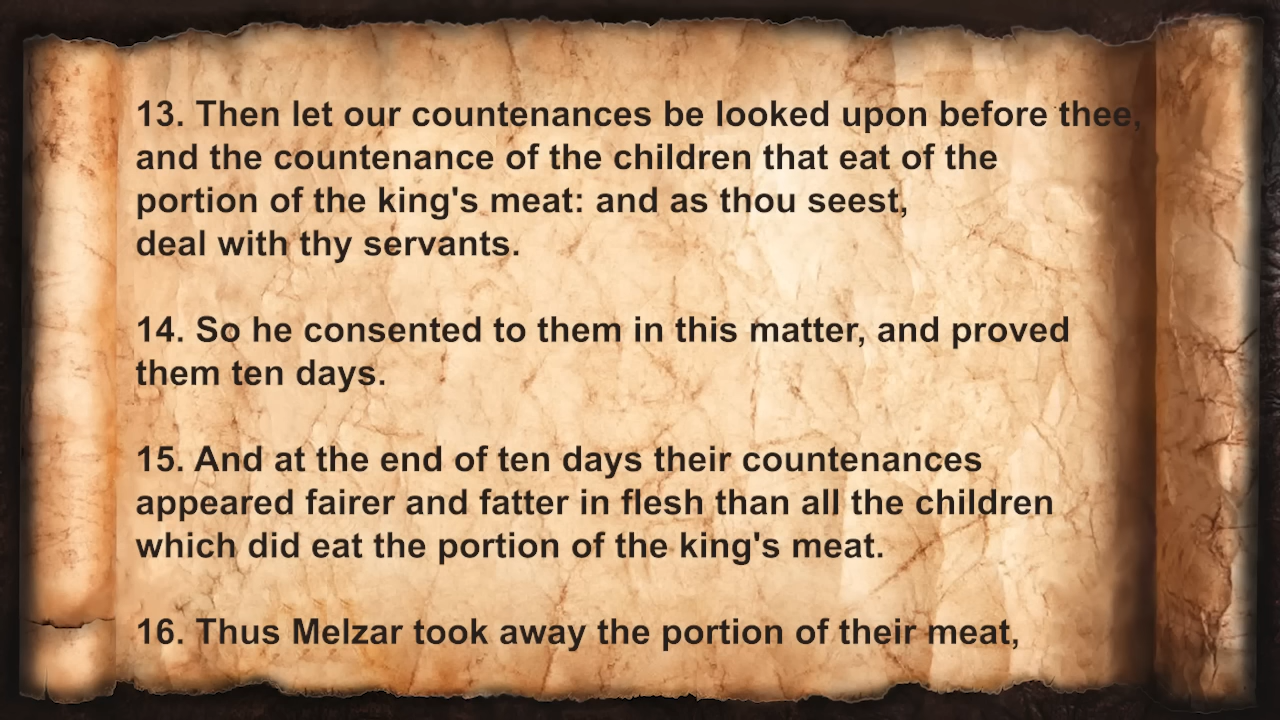 13. Then let our countenances be looked upon before thee,
and the countenance of the children that eat of the
portion of the king's meat: and as thou seest,
deal with thy servants.
14. So he consented to them in this matter, and proved
them ten days.
15. And at the end of ten days their countenances
appeared fairer and fatter in flesh than all the children
which did eat the portion of the king's meat.
16. Thus Melzar took away the portion of their meat,